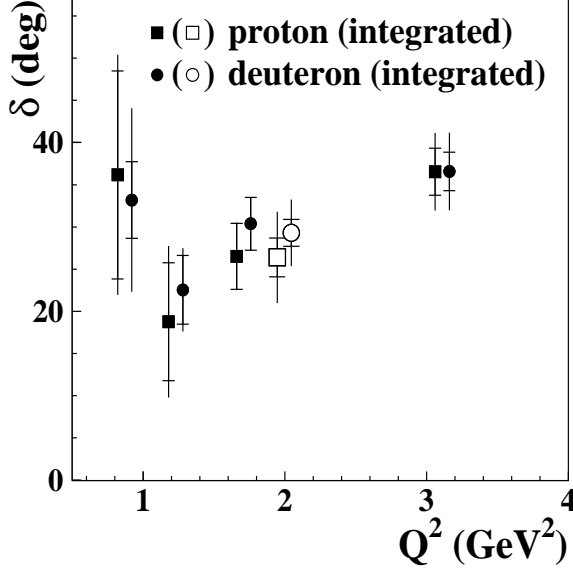 ■ (□) proton (integrated)
● (○) deuteron (integrated)
δ (deg)
40
20
0
1 2 3 4
Q² (GeV²)